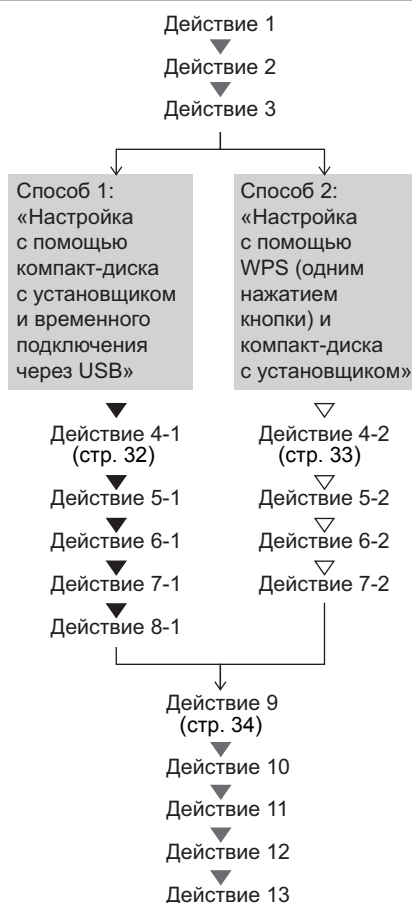 Действие 1
Действие 2
Действие 3
Способ 1:
«Настройка
с помощью
компакт-диска
с установщиком
и временного
подключения
через USB»
Способ 2:
«Настройка
с помощью
WPS (одним
нажатием
кнопки) и
компакт-диска
с установщиком»
Действие 4-1
(стр. 32)
Действие 5-1
Действие 6-1
Действие 7-1
Действие 8-1
Действие 4-2
(стр. 33)
Действие 5-2
Действие 6-2
Действие 7-2
Действие 9
(стр. 34)
Действие 10
Действие 11
Действие 12
Действие 13